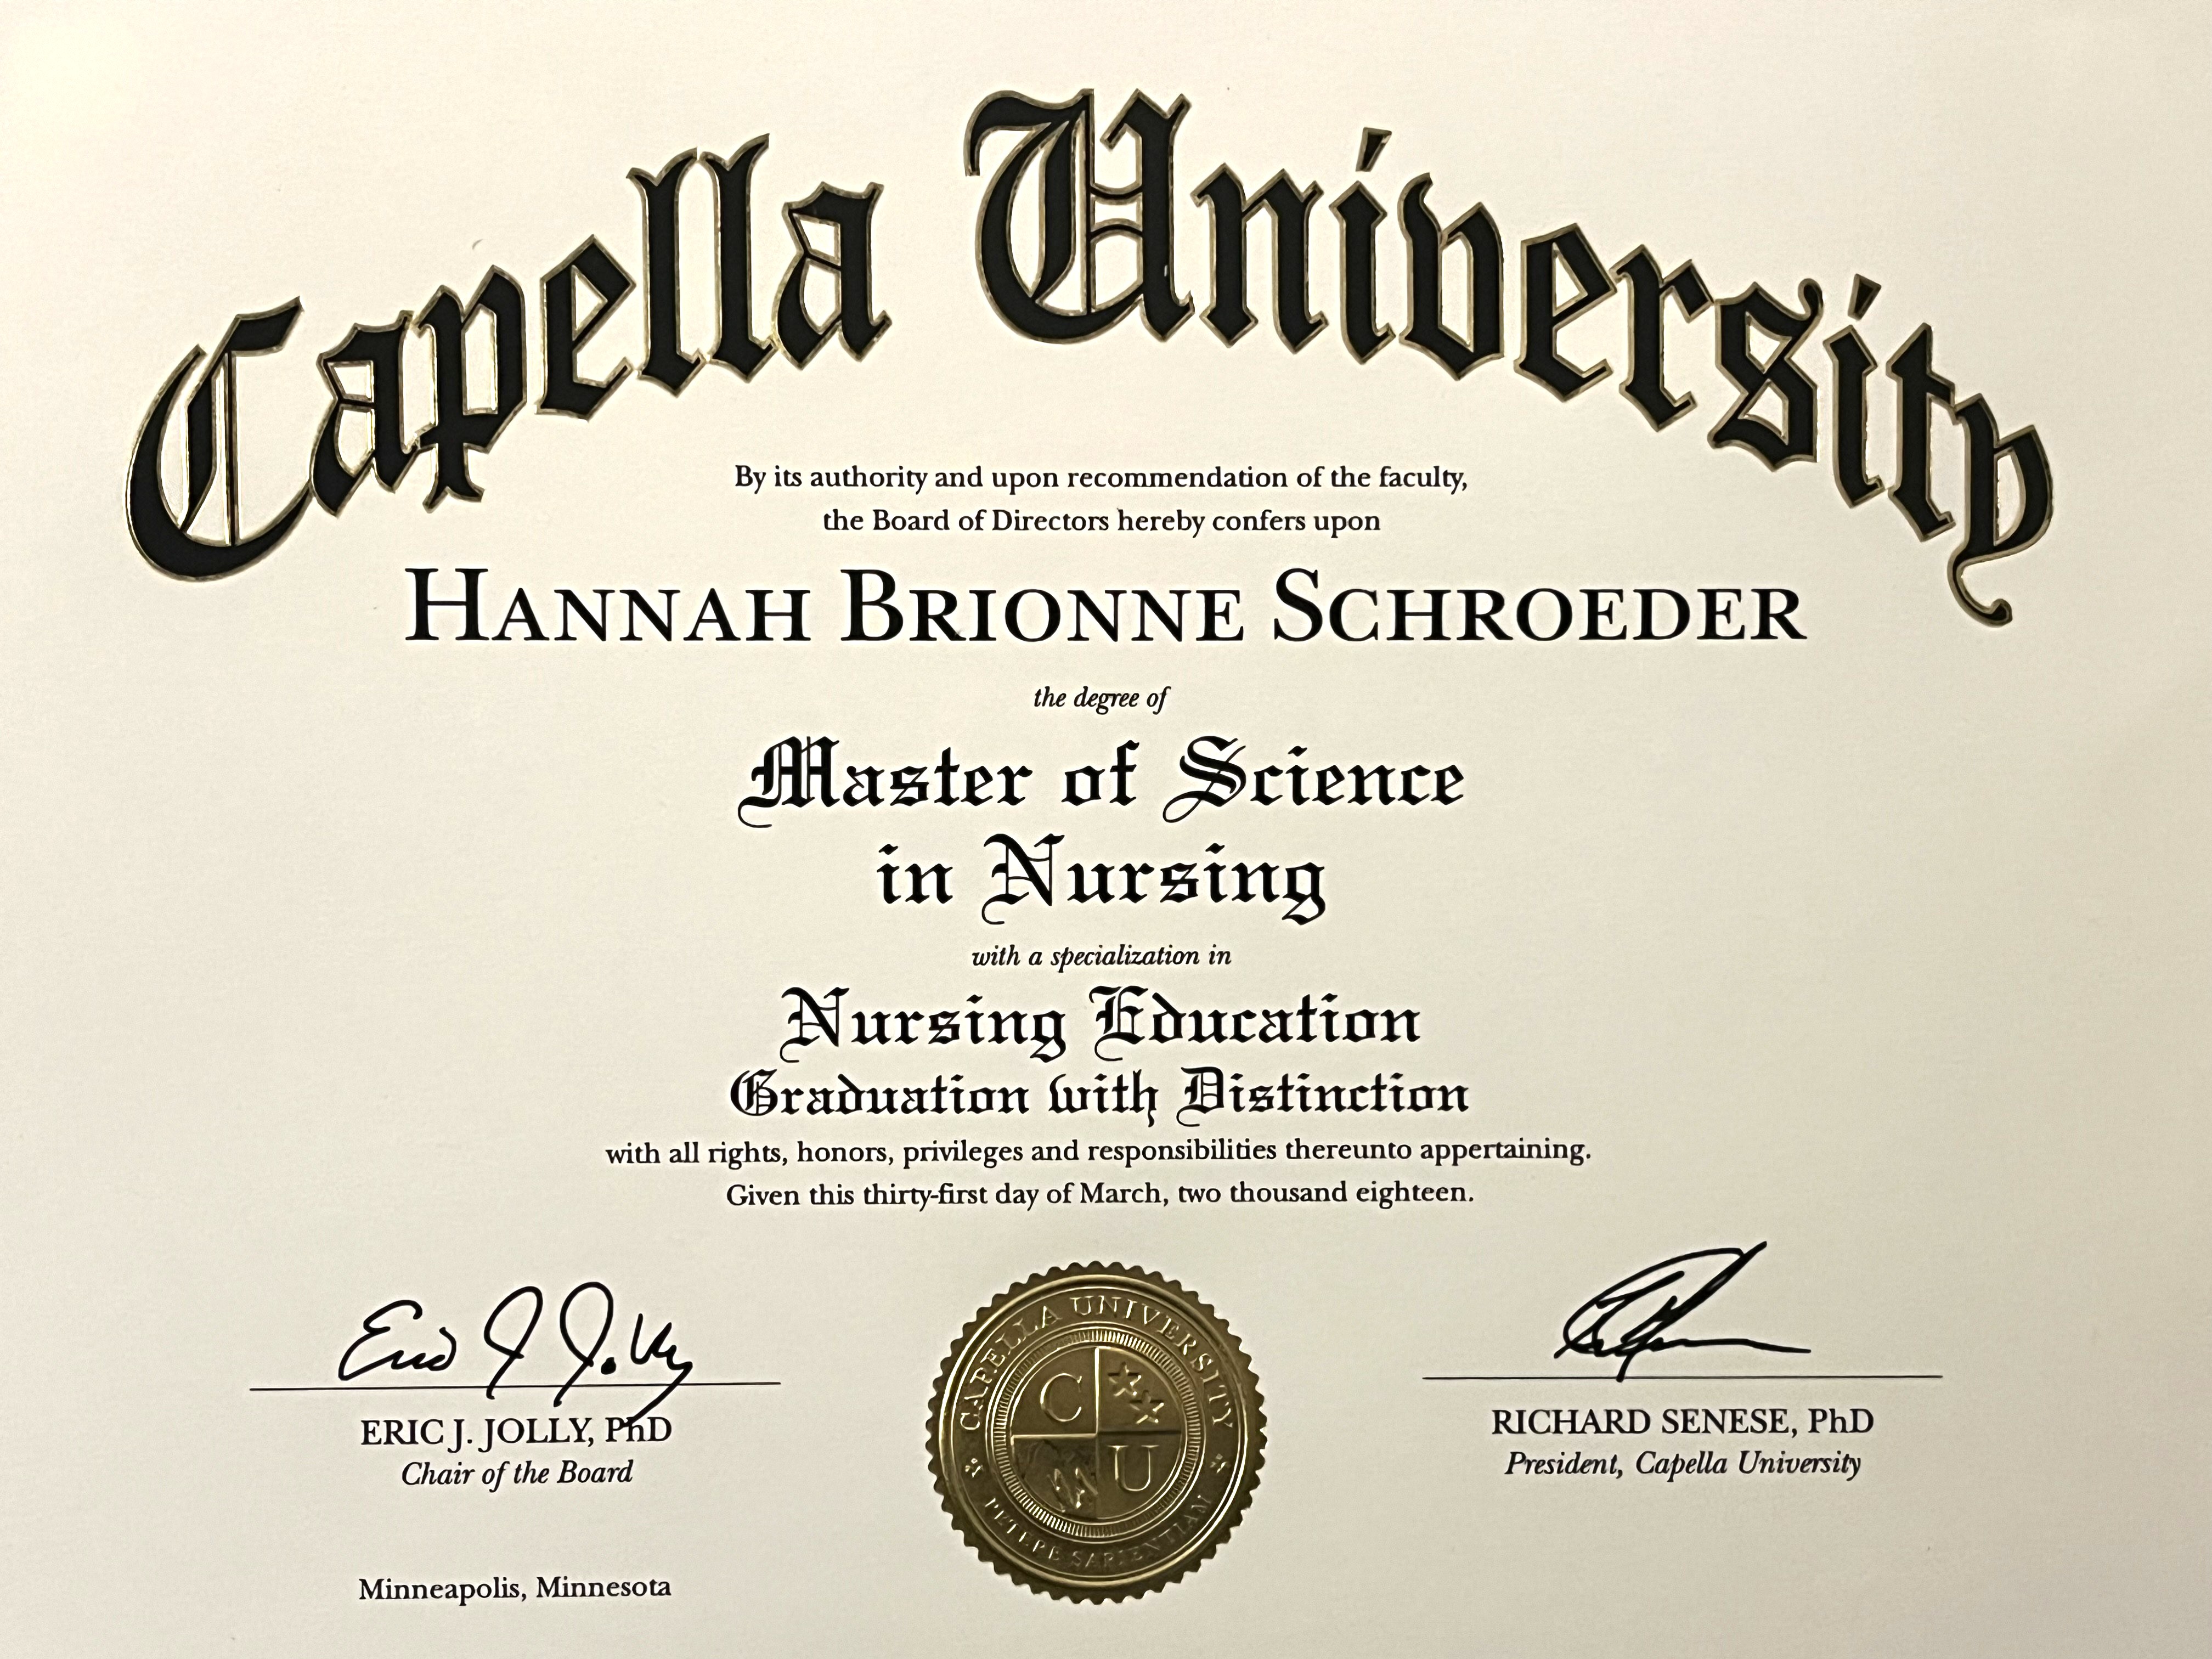 Capella University
By its authority and upon recommendation of the faculty,
the Board of Directors hereby confers upon
HANNAH BRIONNE SCHROEDER
the degree of
Master of Science
in Nursing
with a specialization in
Nursing Education
Graduation with Distinction
with all rights, honors, privileges and responsibilities thereunto appertaining.
Given this thirty-first day of March, two thousand eighteen.
Eric J Jolly
ERIC J. JOLLY, PhD
Chair of the Board
Minneapolis, Minnesota
CAPELLA UNIVERSITY
C
U
PETERE SAPIENTIAM
RICHARD SENESE, PhD
President, Capella University